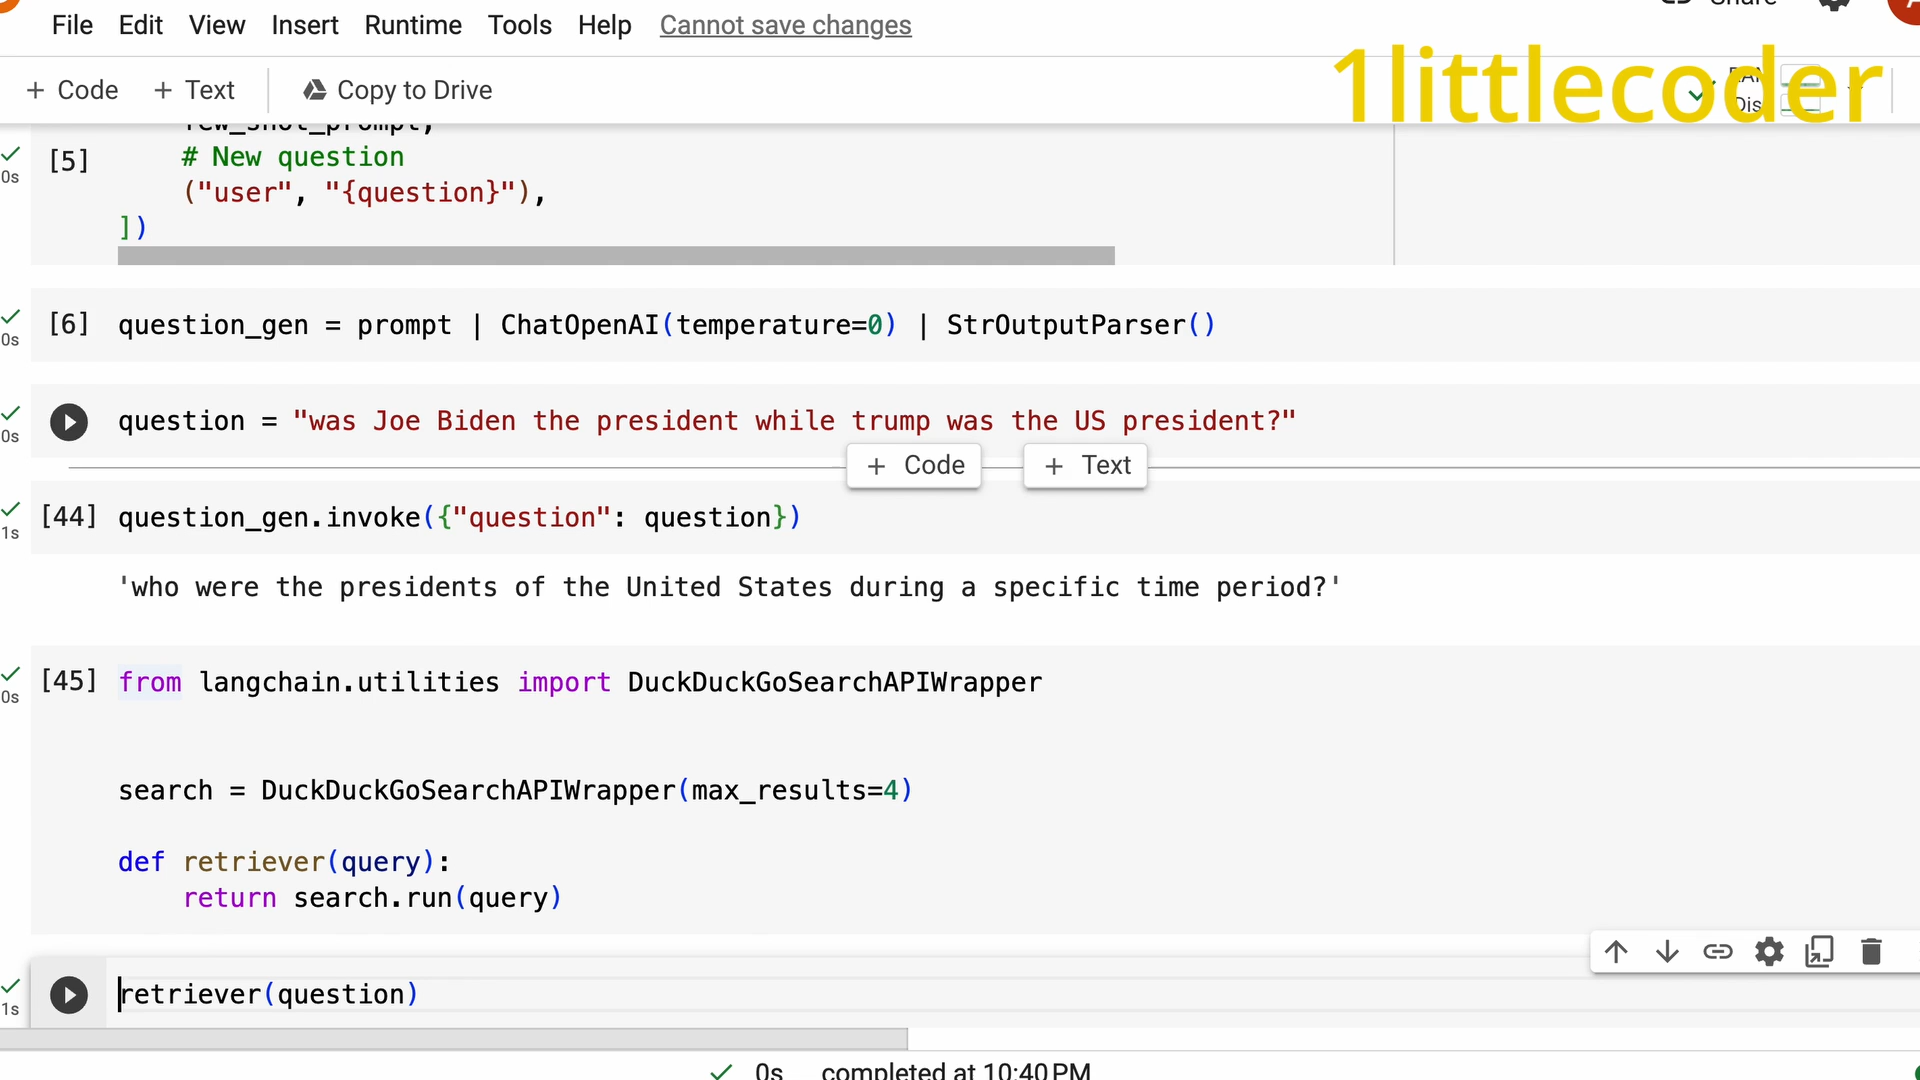 Share
File Edit View Insert Runtime Tools Help Cannot save changes
+ Code + Text Copy to Drive
1littlecoder
few_shot_prompt,
[5] # New question
0s
("user", "{question}"),
])
[6] question_gen = prompt | ChatOpenAI(temperature=0) | StrOutputParser()
0s
question = "was Joe Biden the president while trump was the US president?"
0s
+ Code + Text
[44] question_gen.invoke({"question": question})
1s
'who were the presidents of the United States during a specific time period?'
[45] from langchain.utilities import DuckDuckGoSearchAPIWrapper
0s
search = DuckDuckGoSearchAPIWrapper(max_results=4)
def retriever(query):
return search.run(query)
retriever(question)
1s
0s completed at 10:40 PM